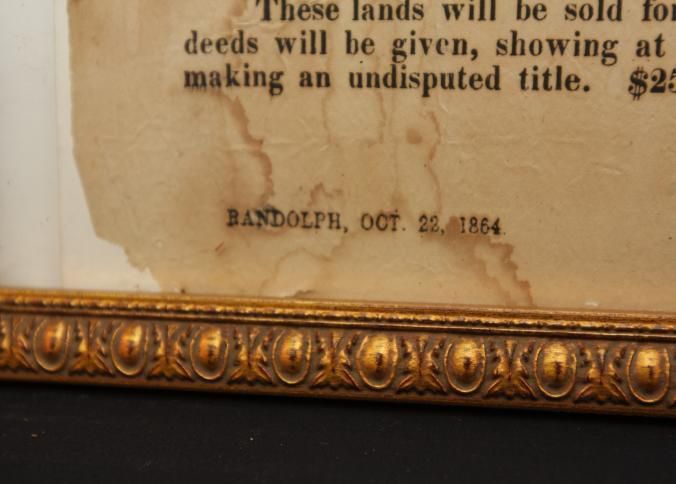 These lands will be sold for
deeds will be given, showing at
making an undisputed title. $25
RANDOLPH, OCT. 22, 1864.